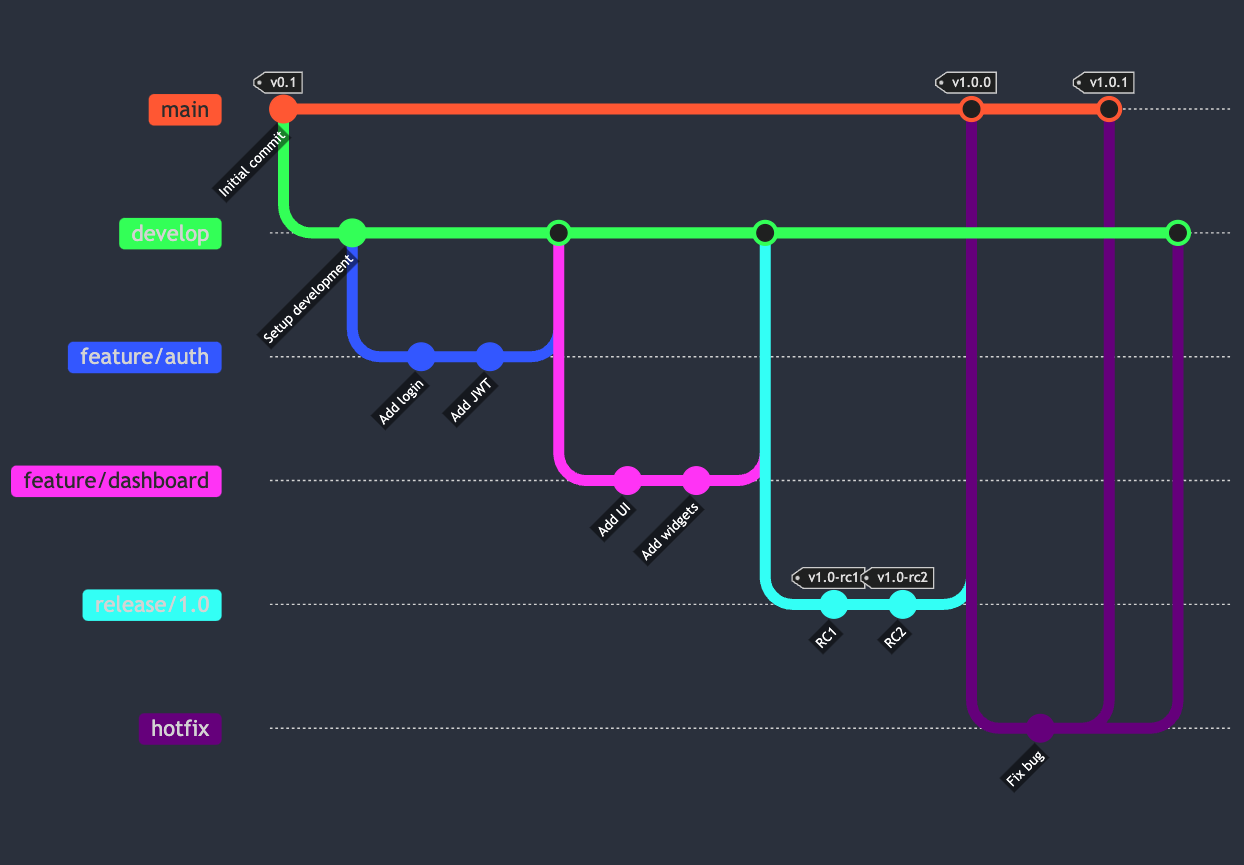 v0.1
v1.0.0
v1.0.1
main
Initial commit
develop
Setup development
feature/auth
Add login
Add JWT
feature/dashboard
Add UI
Add widgets
v1.0-rc1
v1.0-rc2
release/1.0
RC1
RC2
hotfix
Fix bug